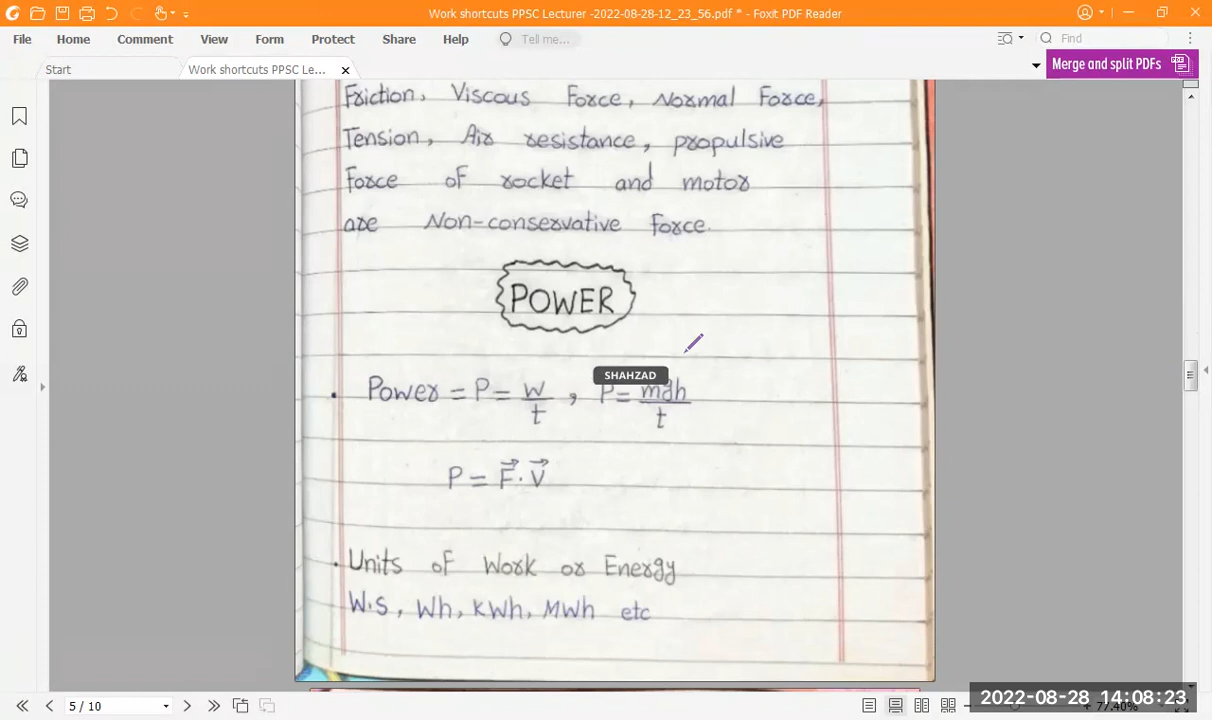 Work shortcuts PPSC Lecturer -2022-08-28-12_23_56.pdf * - Foxit PDF Reader
File Home Comment View Form Protect Share Help Tell me... Find
Start Work shortcuts PPSC Le... Merge and split PDFs
Friction, Viscous Force, Normal Force,
Tension, Air resistance, propulsive
Force of rocket and motor
are Non-conservative Force.
POWER
SHAHZAD
. Power = P = W/t , P = mgh/t
P = F⃗ . V⃗
. Units of Work or Energy
W.S, Wh, KWh, MWh etc
5 / 10
77.40%
2022-08-28 14:08:23